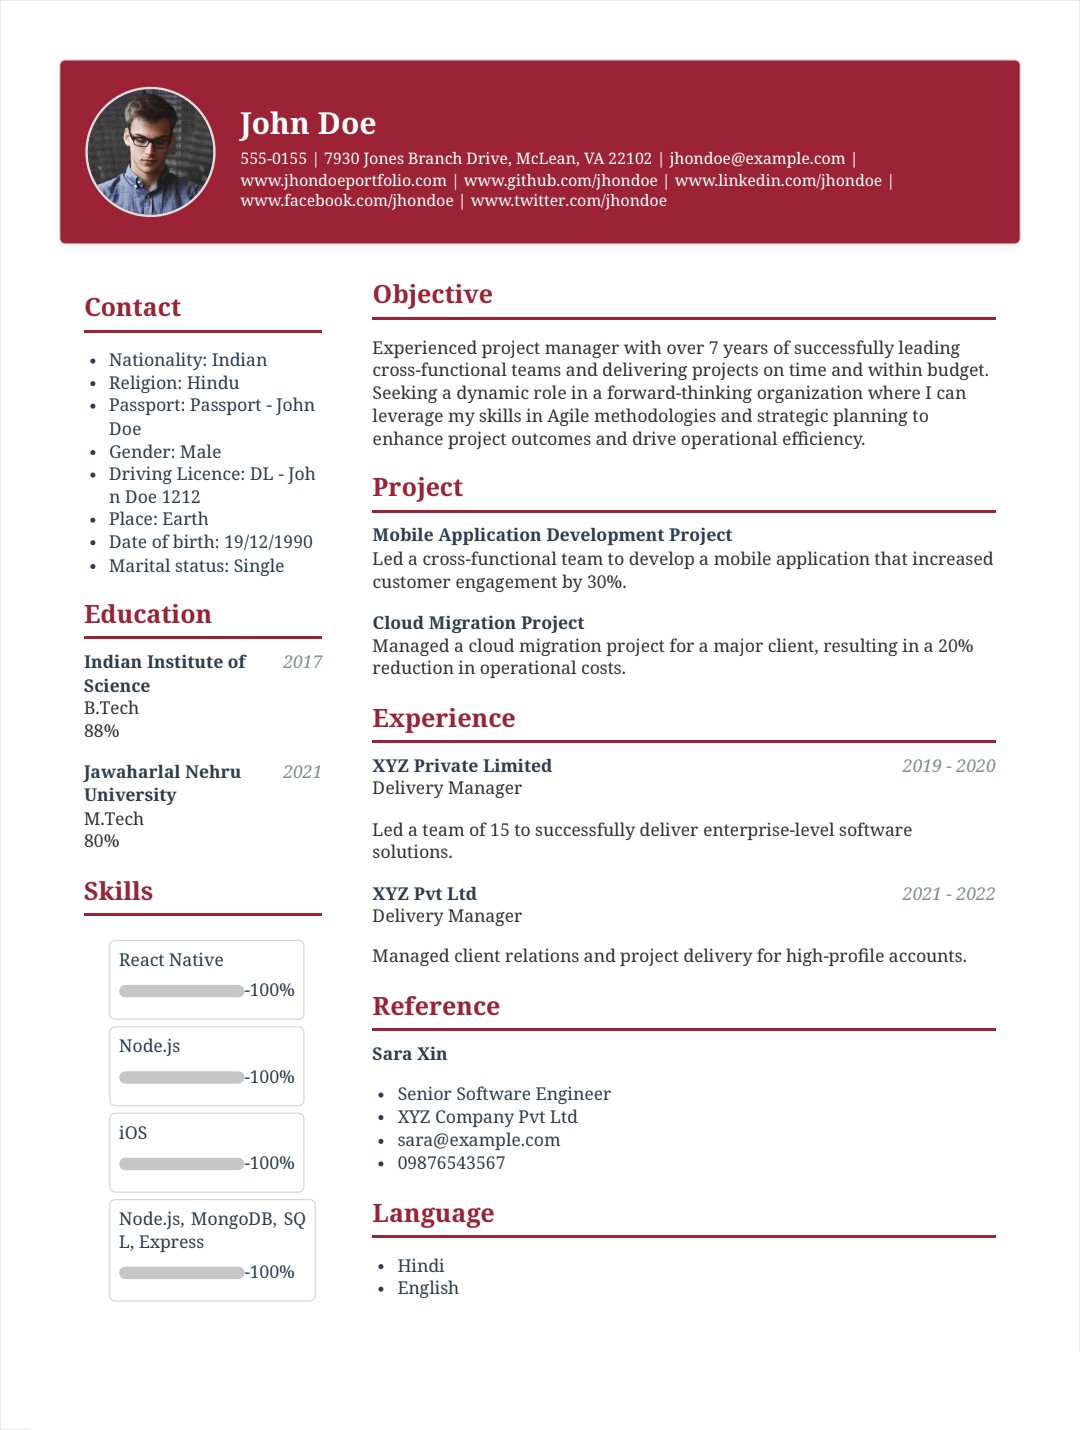 John Doe
555-0155 | 7930 Jones Branch Drive, McLean, VA 22102 | jhondoe@example.com |
www.jhondoeportfolio.com | www.github.com/jhondoe | www.linkedin.com/jhondoe |
www.facebook.com/jhondoe | www.twitter.com/jhondoe
Contact
• Nationality: Indian
• Religion: Hindu
• Passport: Passport - John
Doe
• Gender: Male
• Driving Licence: DL - Joh
n Doe 1212
• Place: Earth
• Date of birth: 19/12/1990
• Marital status: Single
Education
Indian Institute of 2017
Science
B.Tech
88%
Jawaharlal Nehru 2021
University
M.Tech
80%
Skills
React Native
-100%
Node.js
-100%
iOS
-100%
Node.js, MongoDB, SQ
L, Express
-100%
Objective
Experienced project manager with over 7 years of successfully leading
cross-functional teams and delivering projects on time and within budget.
Seeking a dynamic role in a forward-thinking organization where I can
leverage my skills in Agile methodologies and strategic planning to
enhance project outcomes and drive operational efficiency.
Project
Mobile Application Development Project
Led a cross-functional team to develop a mobile application that increased
customer engagement by 30%.
Cloud Migration Project
Managed a cloud migration project for a major client, resulting in a 20%
reduction in operational costs.
Experience
XYZ Private Limited 2019 - 2020
Delivery Manager
Led a team of 15 to successfully deliver enterprise-level software
solutions.
XYZ Pvt Ltd 2021 - 2022
Delivery Manager
Managed client relations and project delivery for high-profile accounts.
Reference
Sara Xin
• Senior Software Engineer
• XYZ Company Pvt Ltd
• sara@example.com
• 09876543567
Language
• Hindi
• English